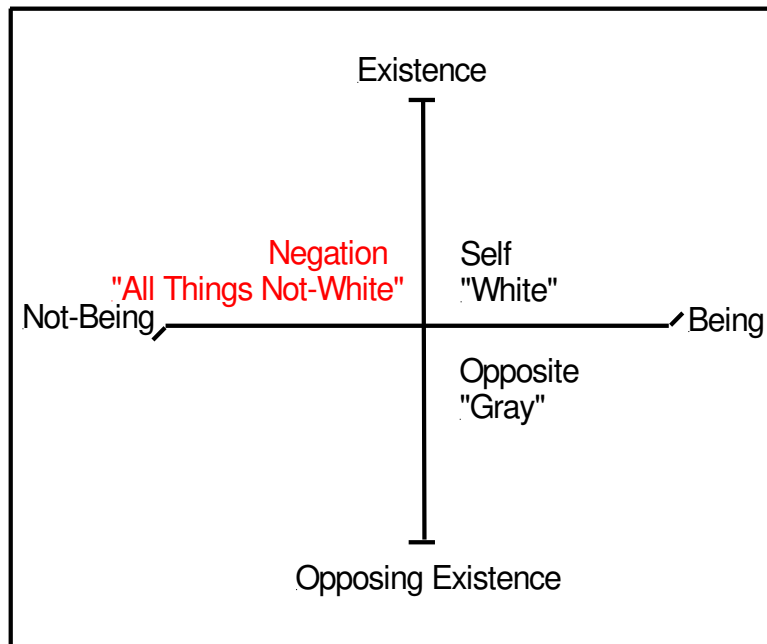 Existence
Negation
"All Things Not-White"
Self
"White"
Not-Being
Being
Opposite
"Gray"
Opposing Existence